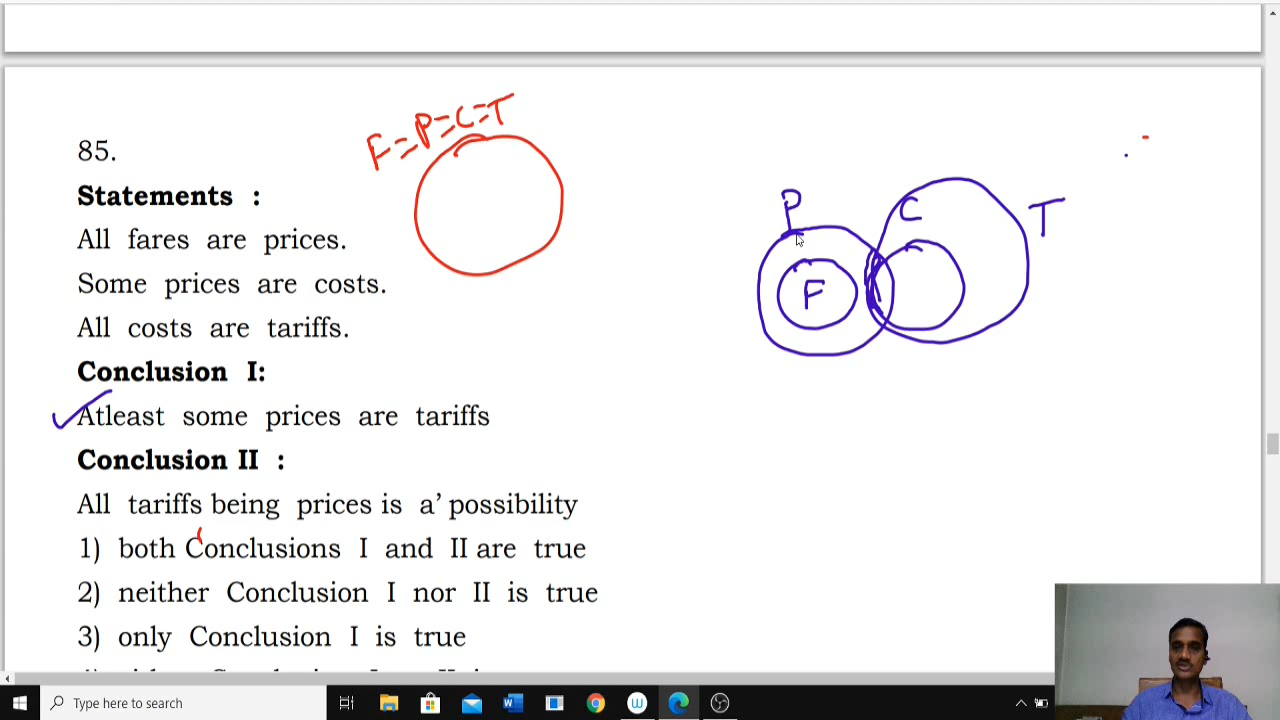 F=P=C=T
85.
Statements :
All fares are prices.
Some prices are costs.
All costs are tariffs.
Conclusion I:
Atleast some prices are tariffs
Conclusion II :
All tariffs being prices is a’ possibility
1) both Conclusions I and II are true
2) neither Conclusion I nor II is true
3) only Conclusion I is true
P
C
T
F
Type here to search